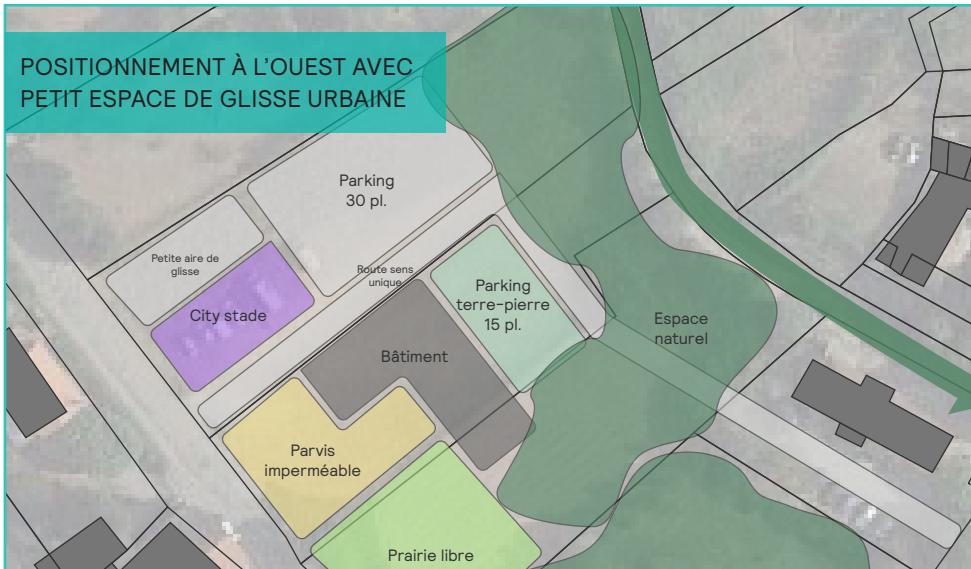 POSITIONNEMENT À L’OUEST AVEC
PETIT ESPACE DE GLISSE URBAINE
Parking
30 pl.
Petite aire de
glisse
Route sens
unique
City stade
Parking
terre-pierre
15 pl.
Espace
naturel
Bâtiment
Parvis
imperméable
Prairie libre